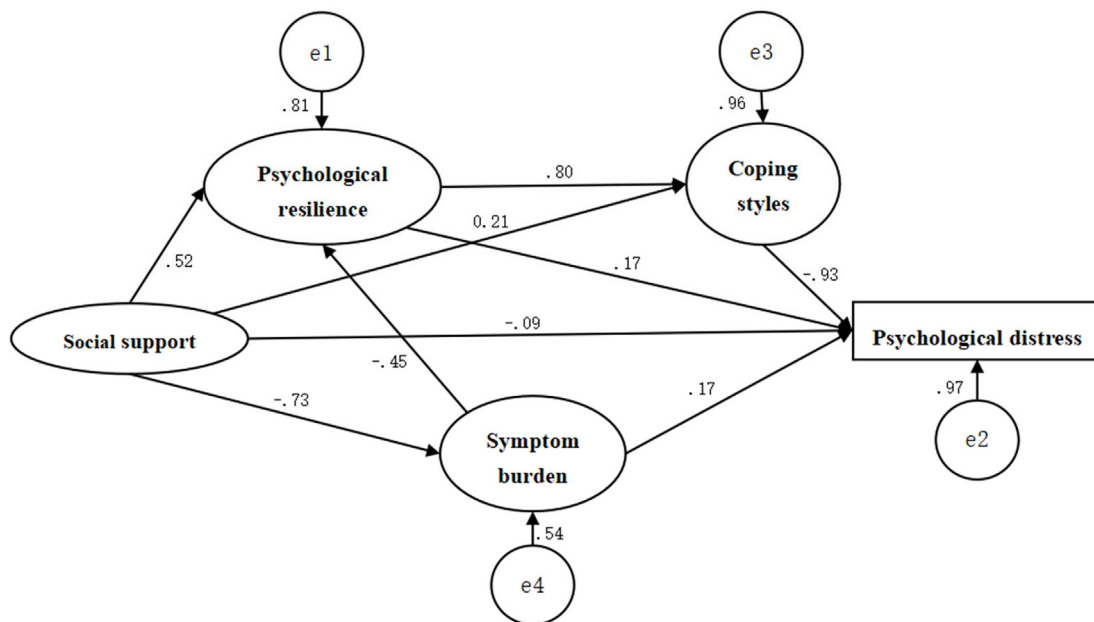 e1
e3
.81
.96
Psychological
resilience
.80
Coping
styles
0.21
.52
.17
-.93
Social support
-.09
Psychological distress
-.45
-.73
.17
.97
Symptom
burden
e2
.54
e4